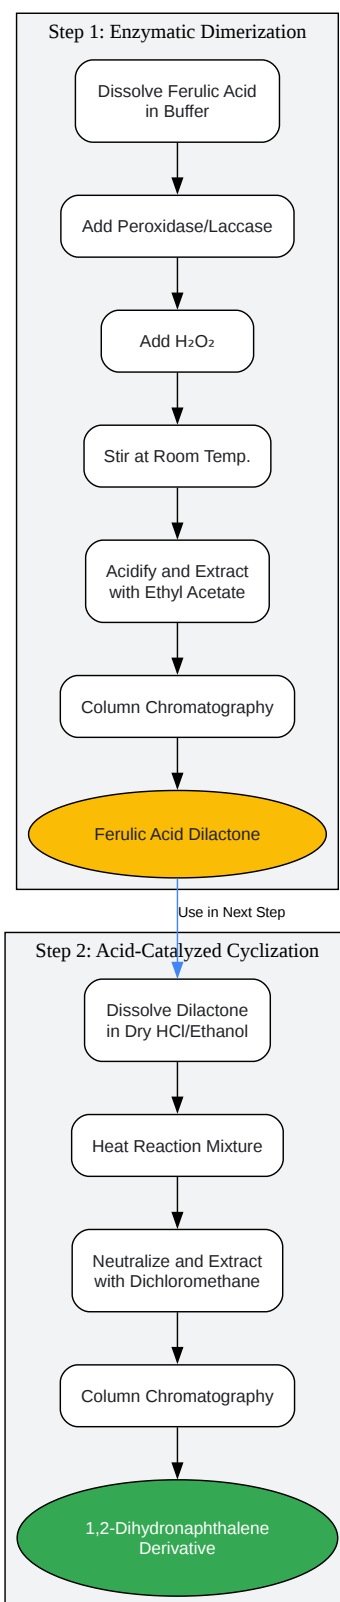 Step 1: Enzymatic Dimerization
Dissolve Ferulic Acid
in Buffer
Add Peroxidase/Laccase
Add H₂O₂
Stir at Room Temp.
Acidify and Extract
with Ethyl Acetate
Column Chromatography
Ferulic Acid Dilactone
Use in Next Step
Step 2: Acid-Catalyzed Cyclization
Dissolve Dilactone
in Dry HCl/Ethanol
Heat Reaction Mixture
Neutralize and Extract
with Dichloromethane
Column Chromatography
1,2-Dihydronaphthalene
Derivative